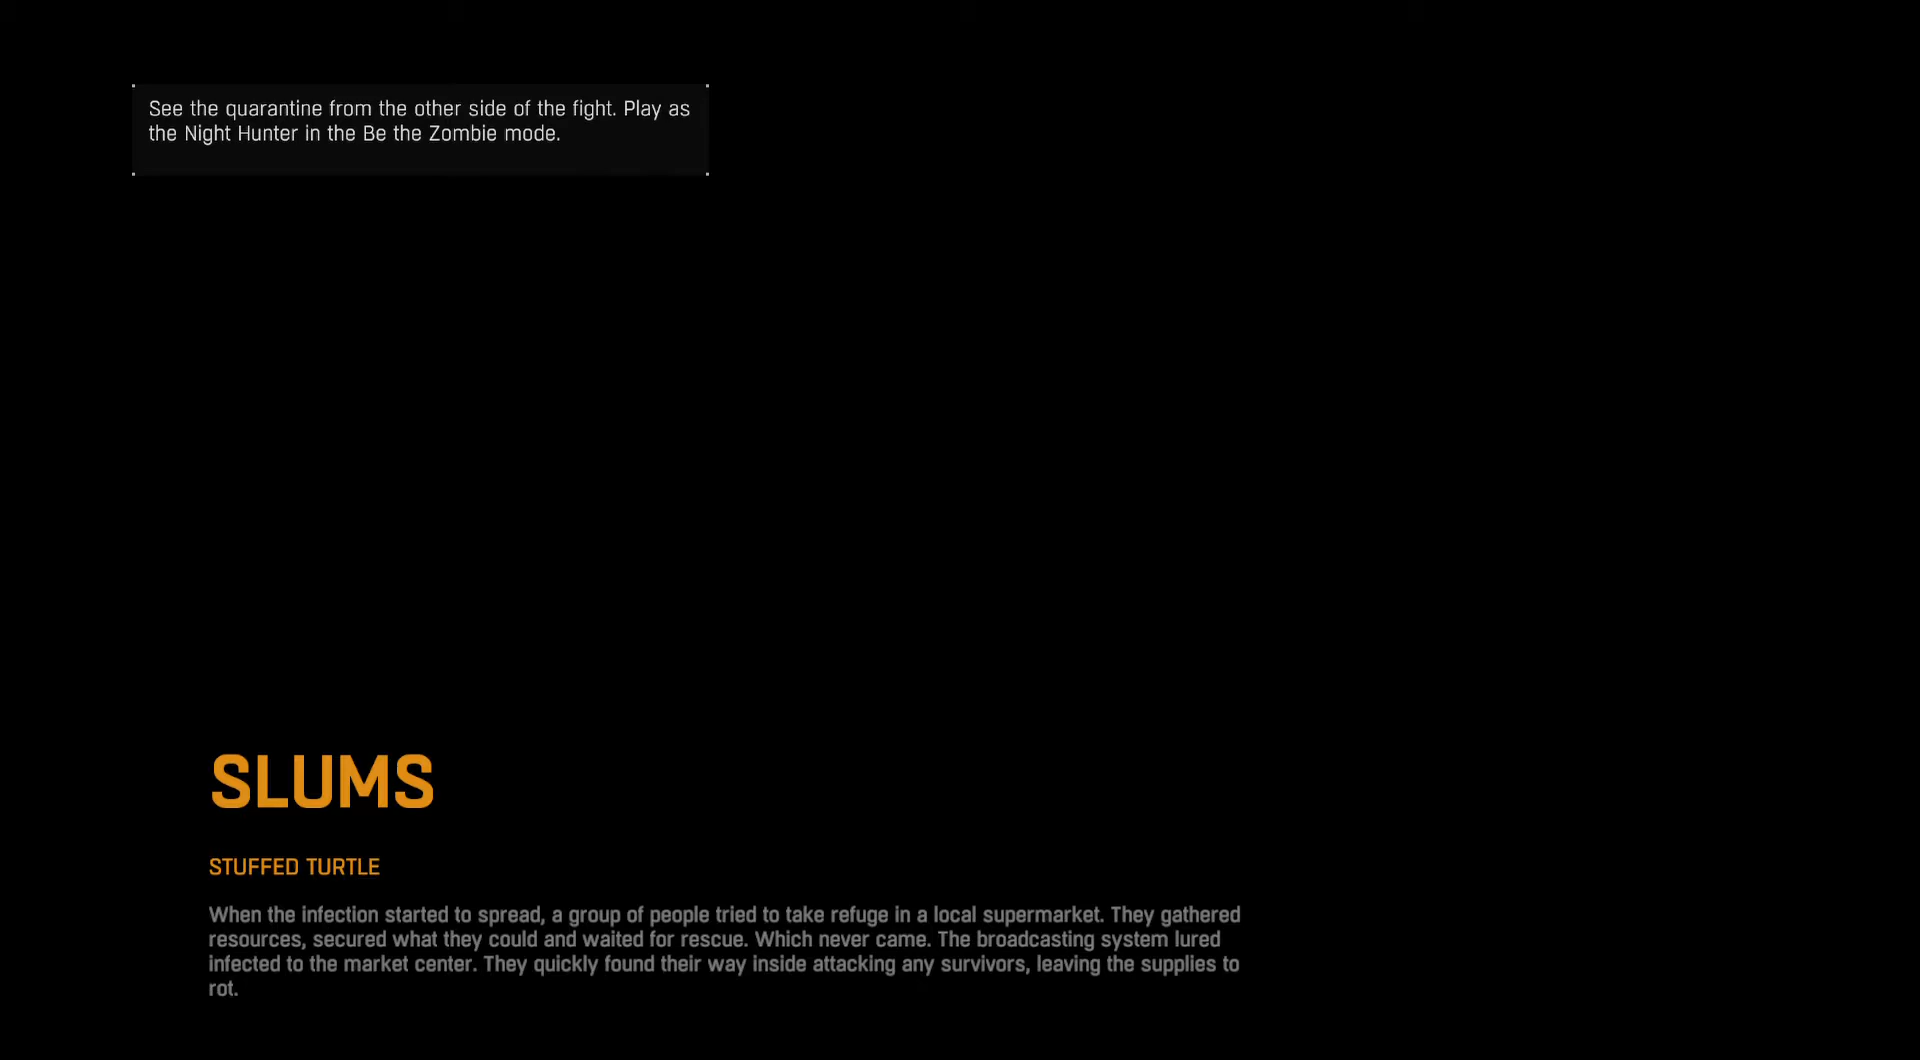 See the quarantine from the other side of the fight. Play as
the Night Hunter in the Be the Zombie mode.
SLUMS
STUFFED TURTLE
When the infection started to spread, a group of people tried to take refuge in a local supermarket. They gathered
resources, secured what they could and waited for rescue. Which never came. The broadcasting system lured
infected to the market center. They quickly found their way inside attacking any survivors, leaving the supplies to
rot.